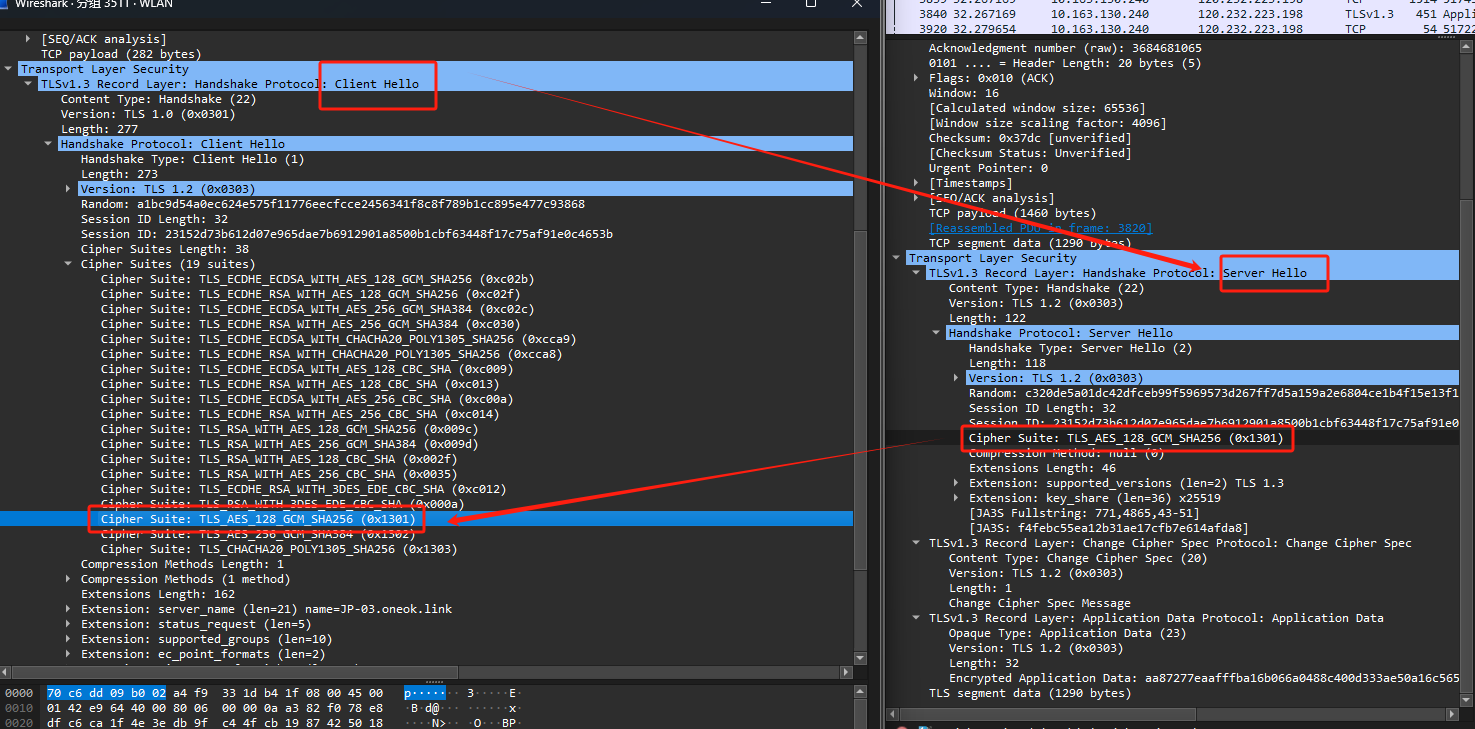 Wireshark · 分组 3511 · WLAN
[SEQ/ACK analysis]
TCP payload (282 bytes)
Transport Layer Security
TLSv1.3 Record Layer: Handshake Protocol: Client Hello
Content Type: Handshake (22)
Version: TLS 1.0 (0x0301)
Length: 277
Handshake Protocol: Client Hello
Handshake Type: Client Hello (1)
Length: 273
Version: TLS 1.2 (0x0303)
Random: a1bc9d54a0ec624e575f11776eecfcce2456341f8c8f789b1cc895e477c93868
Session ID Length: 32
Session ID: 23152d73b612d07e965dae7b6912901a8500b1cbf63448f17c75af91e0c4653b
Cipher Suites Length: 38
Cipher Suites (19 suites)
Cipher Suite: TLS_ECDHE_ECDSA_WITH_AES_128_GCM_SHA256 (0xc02b)
Cipher Suite: TLS_ECDHE_RSA_WITH_AES_128_GCM_SHA256 (0xc02f)
Cipher Suite: TLS_ECDHE_ECDSA_WITH_AES_256_GCM_SHA384 (0xc02c)
Cipher Suite: TLS_ECDHE_RSA_WITH_AES_256_GCM_SHA384 (0xc030)
Cipher Suite: TLS_ECDHE_ECDSA_WITH_CHACHA20_POLY1305_SHA256 (0xcca9)
Cipher Suite: TLS_ECDHE_RSA_WITH_CHACHA20_POLY1305_SHA256 (0xcca8)
Cipher Suite: TLS_ECDHE_ECDSA_WITH_AES_128_CBC_SHA (0xc009)
Cipher Suite: TLS_ECDHE_RSA_WITH_AES_128_CBC_SHA (0xc013)
Cipher Suite: TLS_ECDHE_ECDSA_WITH_AES_256_CBC_SHA (0xc00a)
Cipher Suite: TLS_ECDHE_RSA_WITH_AES_256_CBC_SHA (0xc014)
Cipher Suite: TLS_RSA_WITH_AES_128_GCM_SHA256 (0x009c)
Cipher Suite: TLS_RSA_WITH_AES_256_GCM_SHA384 (0x009d)
Cipher Suite: TLS_RSA_WITH_AES_128_CBC_SHA (0x002f)
Cipher Suite: TLS_RSA_WITH_AES_256_CBC_SHA (0x0035)
Cipher Suite: TLS_ECDHE_RSA_WITH_3DES_EDE_CBC_SHA (0xc012)
Cipher Suite: TLS_RSA_WITH_3DES_EDE_CBC_SHA (0x000a)
Cipher Suite: TLS_AES_128_GCM_SHA256 (0x1301)
Cipher Suite: TLS_AES_256_GCM_SHA384 (0x1302)
Cipher Suite: TLS_CHACHA20_POLY1305_SHA256 (0x1303)
Compression Methods Length: 1
Compression Methods (1 method)
Extensions Length: 162
Extension: server_name (len=21) name=JP-03.oneok.link
Extension: status_request (len=5)
Extension: supported_groups (len=10)
Extension: ec_point_formats (len=2)
0000 70 c6 dd 09 b0 02 a4 f9 33 1d b4 1f 08 00 45 00 p······· 3·····E·
0010 01 42 e9 64 40 00 80 06 00 00 0a a3 82 f0 78 e8 ·B·d@··· ······x·
0020 df c6 ca 1f 4e 3e db 9f c4 4f cb 19 87 42 50 18 ····N>·· ·O···BP·
3840 32.267169 10.163.130.240 120.232.223.198 TLSv1.3 451 Appli
3920 32.279654 10.163.130.240 120.232.223.198 TCP 54 51722
Acknowledgment number (raw): 3684681065
0101 .... = Header Length: 20 bytes (5)
Flags: 0x010 (ACK)
Window: 16
[Calculated window size: 65536]
[Window size scaling factor: 4096]
Checksum: 0x37dc [unverified]
[Checksum Status: Unverified]
Urgent Pointer: 0
[Timestamps]
[SEQ/ACK analysis]
TCP payload (1460 bytes)
[Reassembled PDU in frame: 3820]
TCP segment data (1290 bytes)
Transport Layer Security
TLSv1.3 Record Layer: Handshake Protocol: Server Hello
Content Type: Handshake (22)
Version: TLS 1.2 (0x0303)
Length: 122
Handshake Protocol: Server Hello
Handshake Type: Server Hello (2)
Length: 118
Version: TLS 1.2 (0x0303)
Random: c320de5a01dc42dfceb99f5969573d267ff7d5a159a2e6804ce1b4f15e13f1
Session ID Length: 32
Session ID: 23152d73b612d07e965dae7b6912901a8500b1cbf63448f17c75af91e0
Cipher Suite: TLS_AES_128_GCM_SHA256 (0x1301)
Compression Method: null (0)
Extensions Length: 46
Extension: supported_versions (len=2) TLS 1.3
Extension: key_share (len=36) x25519
[JA3S Fullstring: 771,4865,43-51]
[JA3S: f4febc55ea12b31ae17cfb7e614afda8]
TLSv1.3 Record Layer: Change Cipher Spec Protocol: Change Cipher Spec
Content Type: Change Cipher Spec (20)
Version: TLS 1.2 (0x0303)
Length: 1
Change Cipher Spec Message
TLSv1.3 Record Layer: Application Data Protocol: Application Data
Opaque Type: Application Data (23)
Version: TLS 1.2 (0x0303)
Length: 32
Encrypted Application Data: aa87277eaafffba16b066a0488c400d333ae50a16c565
TLS segment data (1290 bytes)